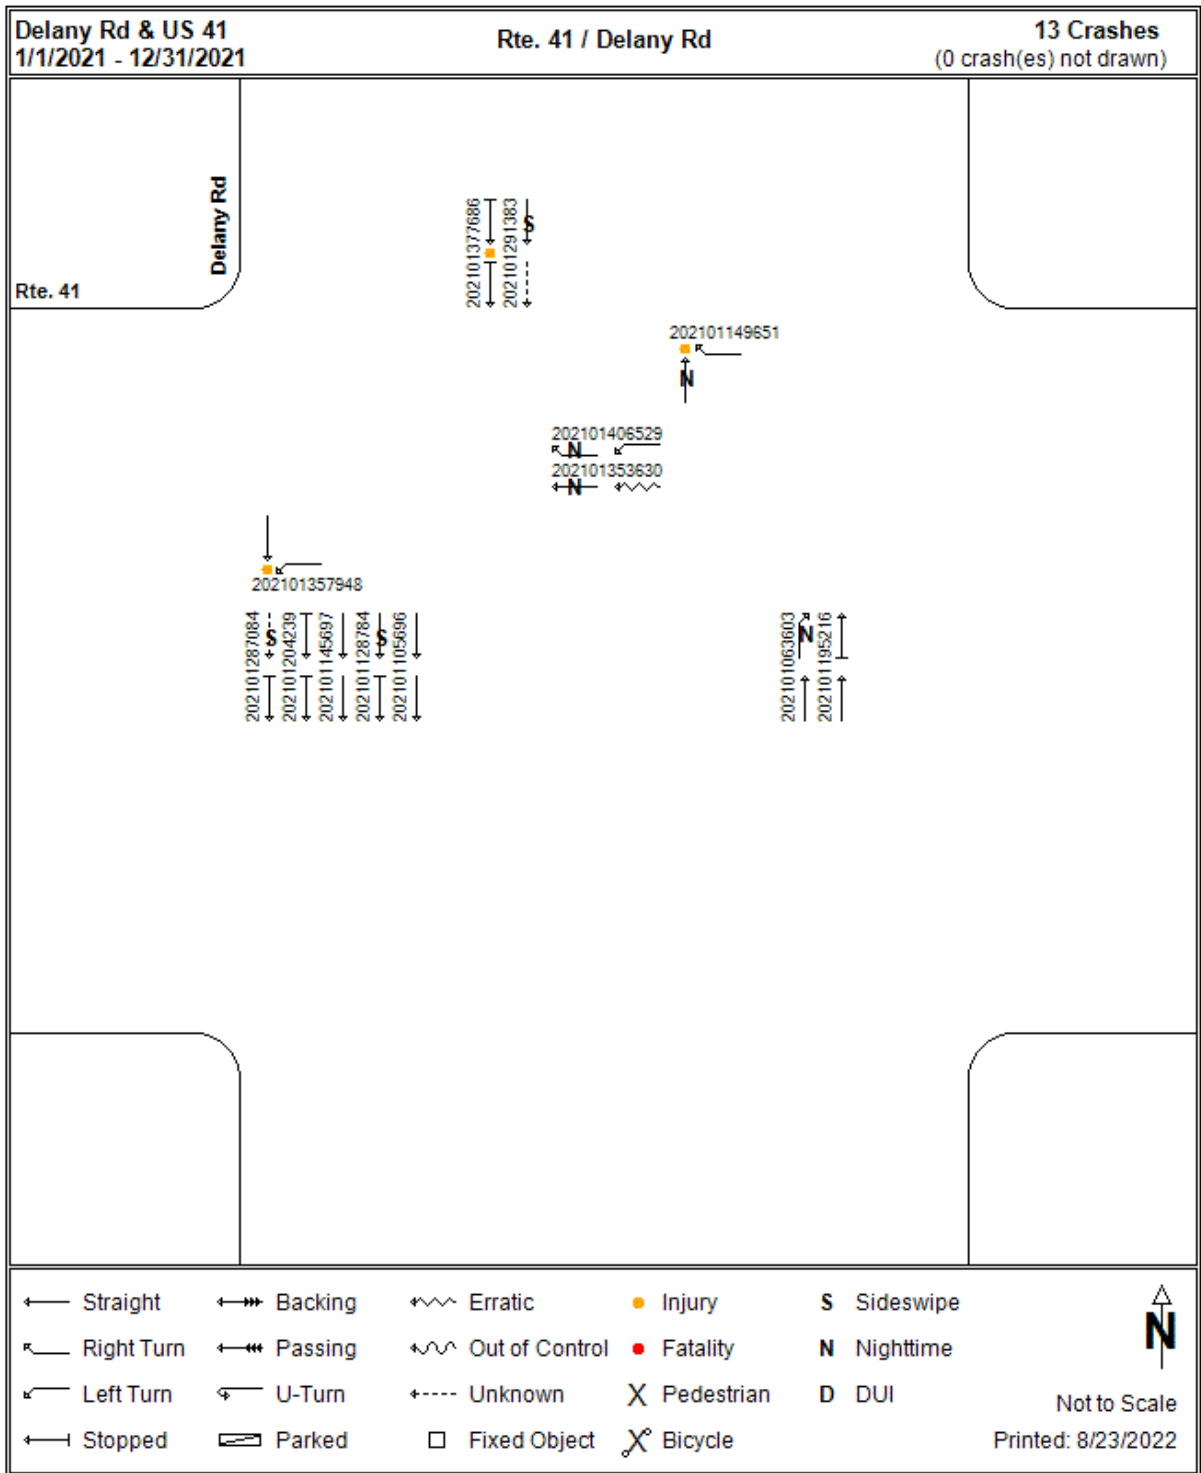 Delany Rd & US 41
1/1/2021 - 12/31/2021
Rte. 41 / Delany Rd
13 Crashes
(0 crash(es) not drawn)
Delany Rd
Rte. 41
202101377686
202101291383
S
202101149651
N
202101406529
N
202101353630
N
202101357948
202101287084
S
202101204239
202101145697
202101128784
S
202101105696
202101063603
N
202101195216
Straight
Backing
Erratic
Injury
S Sideswipe
Right Turn
Passing
Out of Control
Fatality
N Nighttime
Left Turn
U-Turn
Unknown
Pedestrian
D DUI
Stopped
Parked
Fixed Object
Bicycle
N
Not to Scale
Printed: 8/23/2022